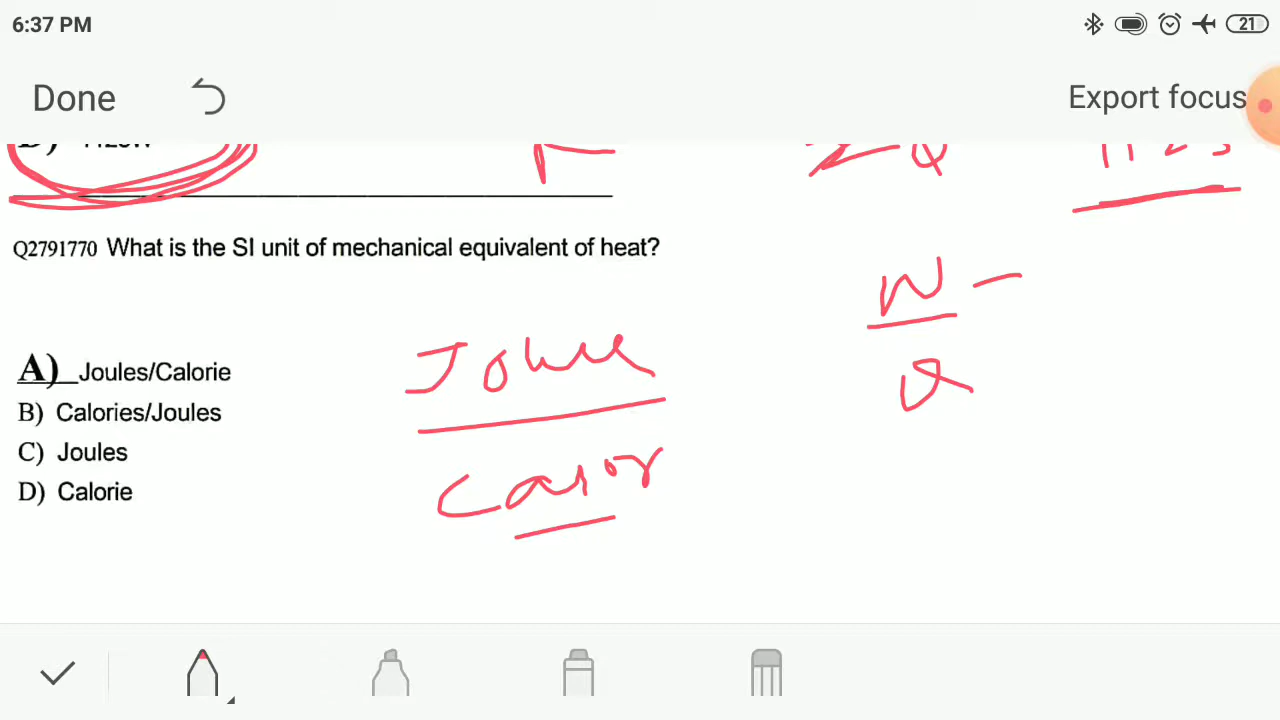 6:37 PM
21
Done
Export focus
Q2791770 What is the SI unit of mechanical equivalent of heat?
W
Q
A) Joules/Calorie
Joule
B) Calories/Joules
C) Joules
Calor
D) Calorie